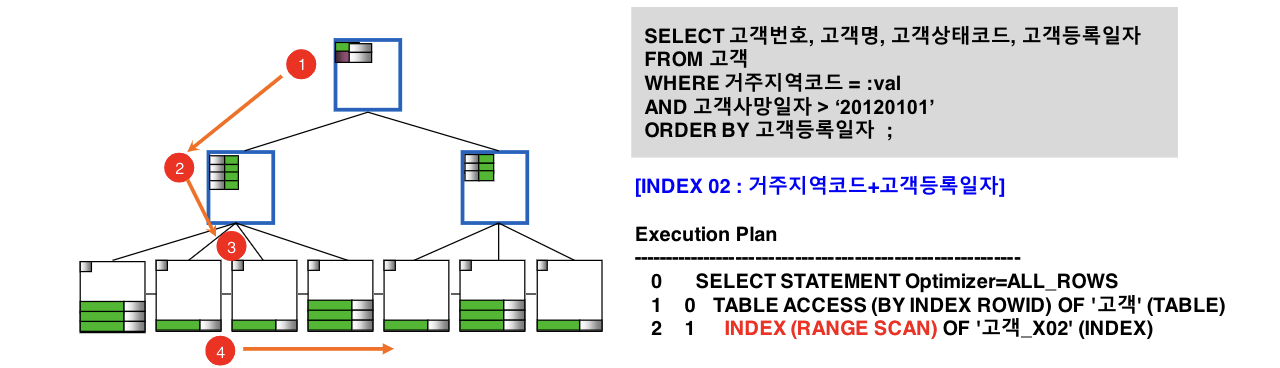 1
2
3
4
SELECT 고객번호, 고객명, 고객상태코드, 고객등록일자
FROM 고객
WHERE 거주지역코드 = :val
AND 고객사망일자 > ‘20120101’
ORDER BY 고객등록일자 ;
[INDEX 02 : 거주지역코드+고객등록일자]
Execution Plan
----------------------------------------------------------------
0 SELECT STATEMENT Optimizer=ALL_ROWS
1 0 TABLE ACCESS (BY INDEX ROWID) OF '고객' (TABLE)
2 1 INDEX (RANGE SCAN) OF '고객_X02' (INDEX)